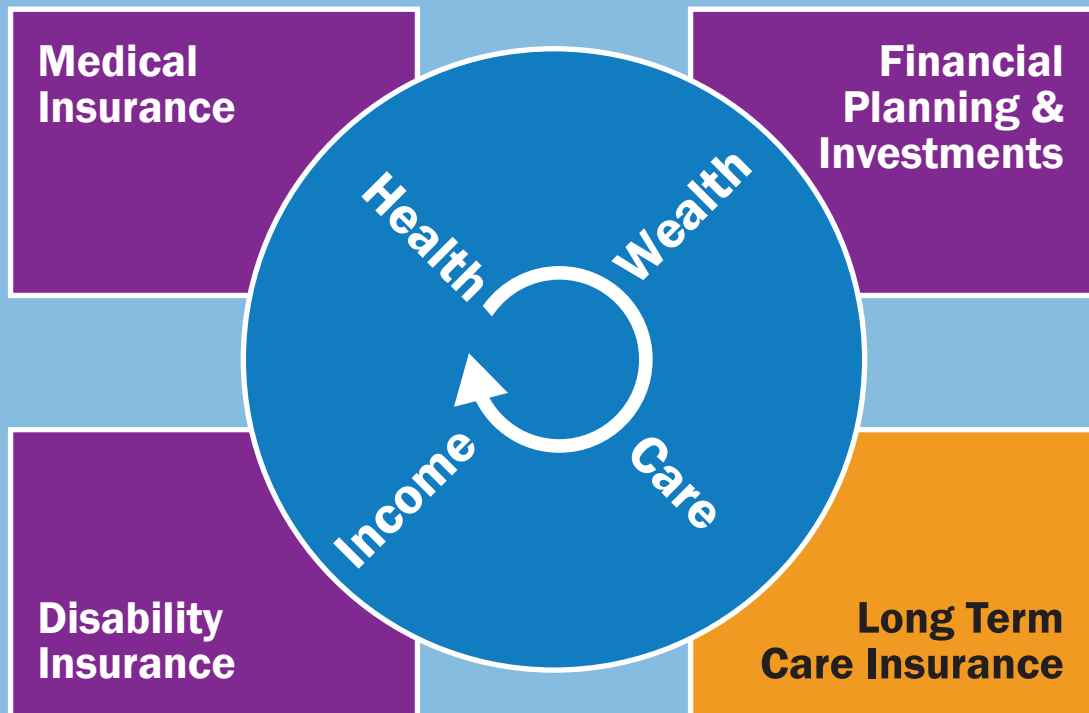 Medical
Insurance
Financial
Planning &
Investments
Health
Wealth
Income
Care
Disability
Insurance
Long Term
Care Insurance